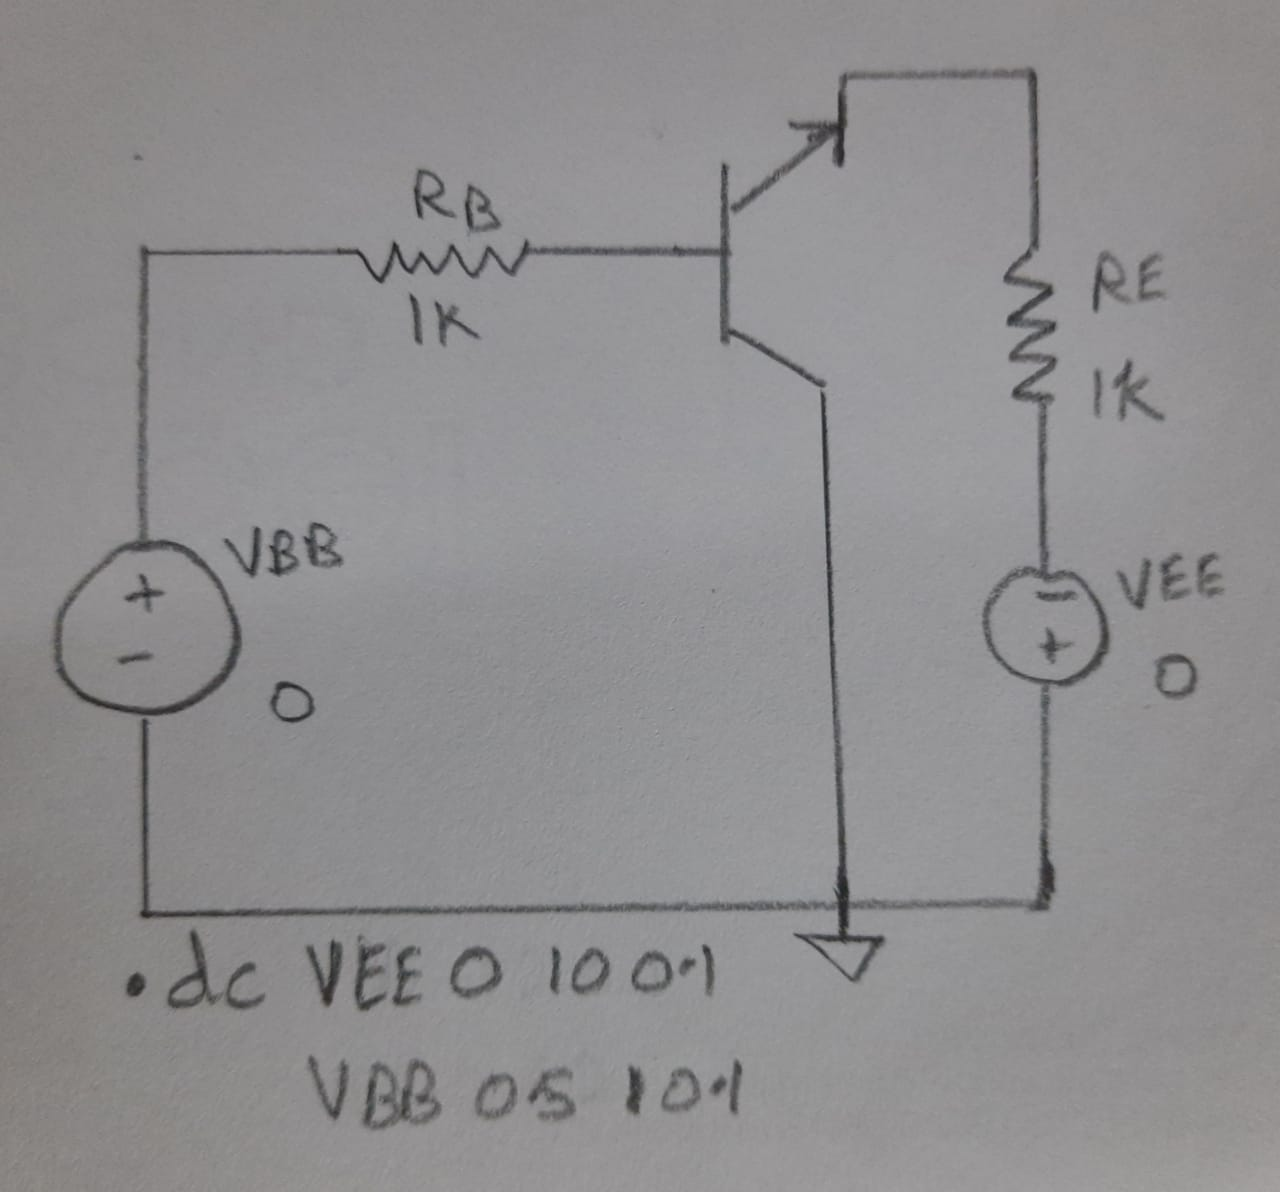 RB
1K
RE
1K
VBB
+
-
0
VEE
-
+
0
.dc VEE 0 10 0.1
VBB 0.5 1 0.1